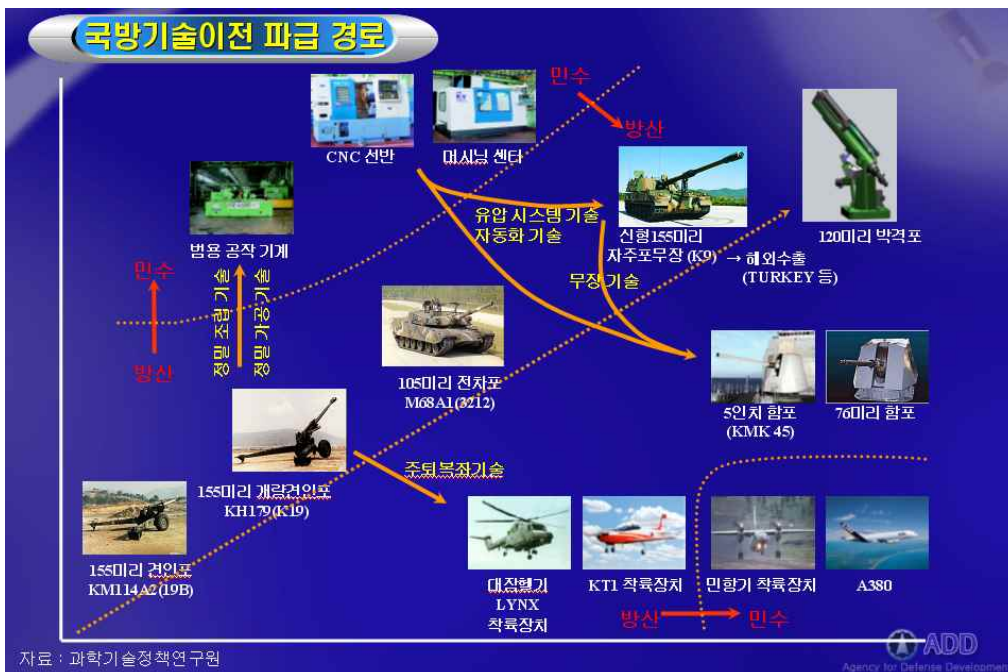 국방기술이전 파급 경로
민수
방산
CNC 선반
머시닝 센타
범용 공작 기계
유압 시스템 기술
자동화 기술
신형155미리
자주포무장 (K9)
→ 해외수출
(TURKEY 등)
120미리 박격포
무장 기술
민수
방산
정밀 조립 기술
정밀 가공 기술
105미리 전차포
M68A1(3212)
5인치 함포
(KMK 45)
76미리 함포
155미리 개량견인포
KH179(K19)
주퇴복좌기술
155미리 견인포
KM114A2(19B)
대잠헬기
LYNX
착륙장치
KT1 착륙장치
민항기 착륙장치
A380
방산
민수
자료 : 과학기술정책연구원
ADD
Agency for Defense Development